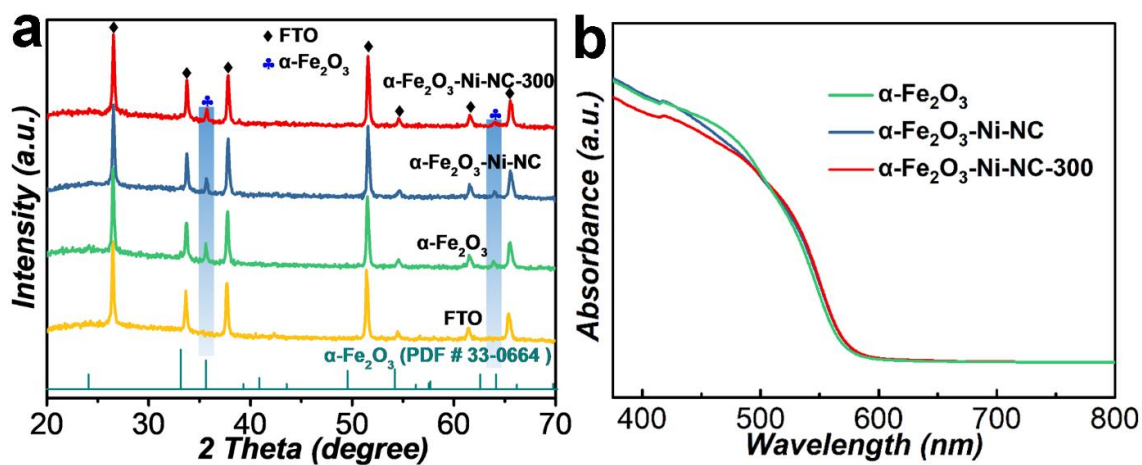 a
♦ FTO
♣ α-Fe₂O₃
α-Fe₂O₃-Ni-NC-300
α-Fe₂O₃-Ni-NC
α-Fe₂O₃
FTO
α-Fe₂O₃ (PDF # 33-0664 )
Intensity (a.u.)
20 30 40 50 60 70
2 Theta (degree)
b
α-Fe₂O₃
α-Fe₂O₃-Ni-NC
α-Fe₂O₃-Ni-NC-300
Absorbance (a.u.)
400 500 600 700 800
Wavelength (nm)